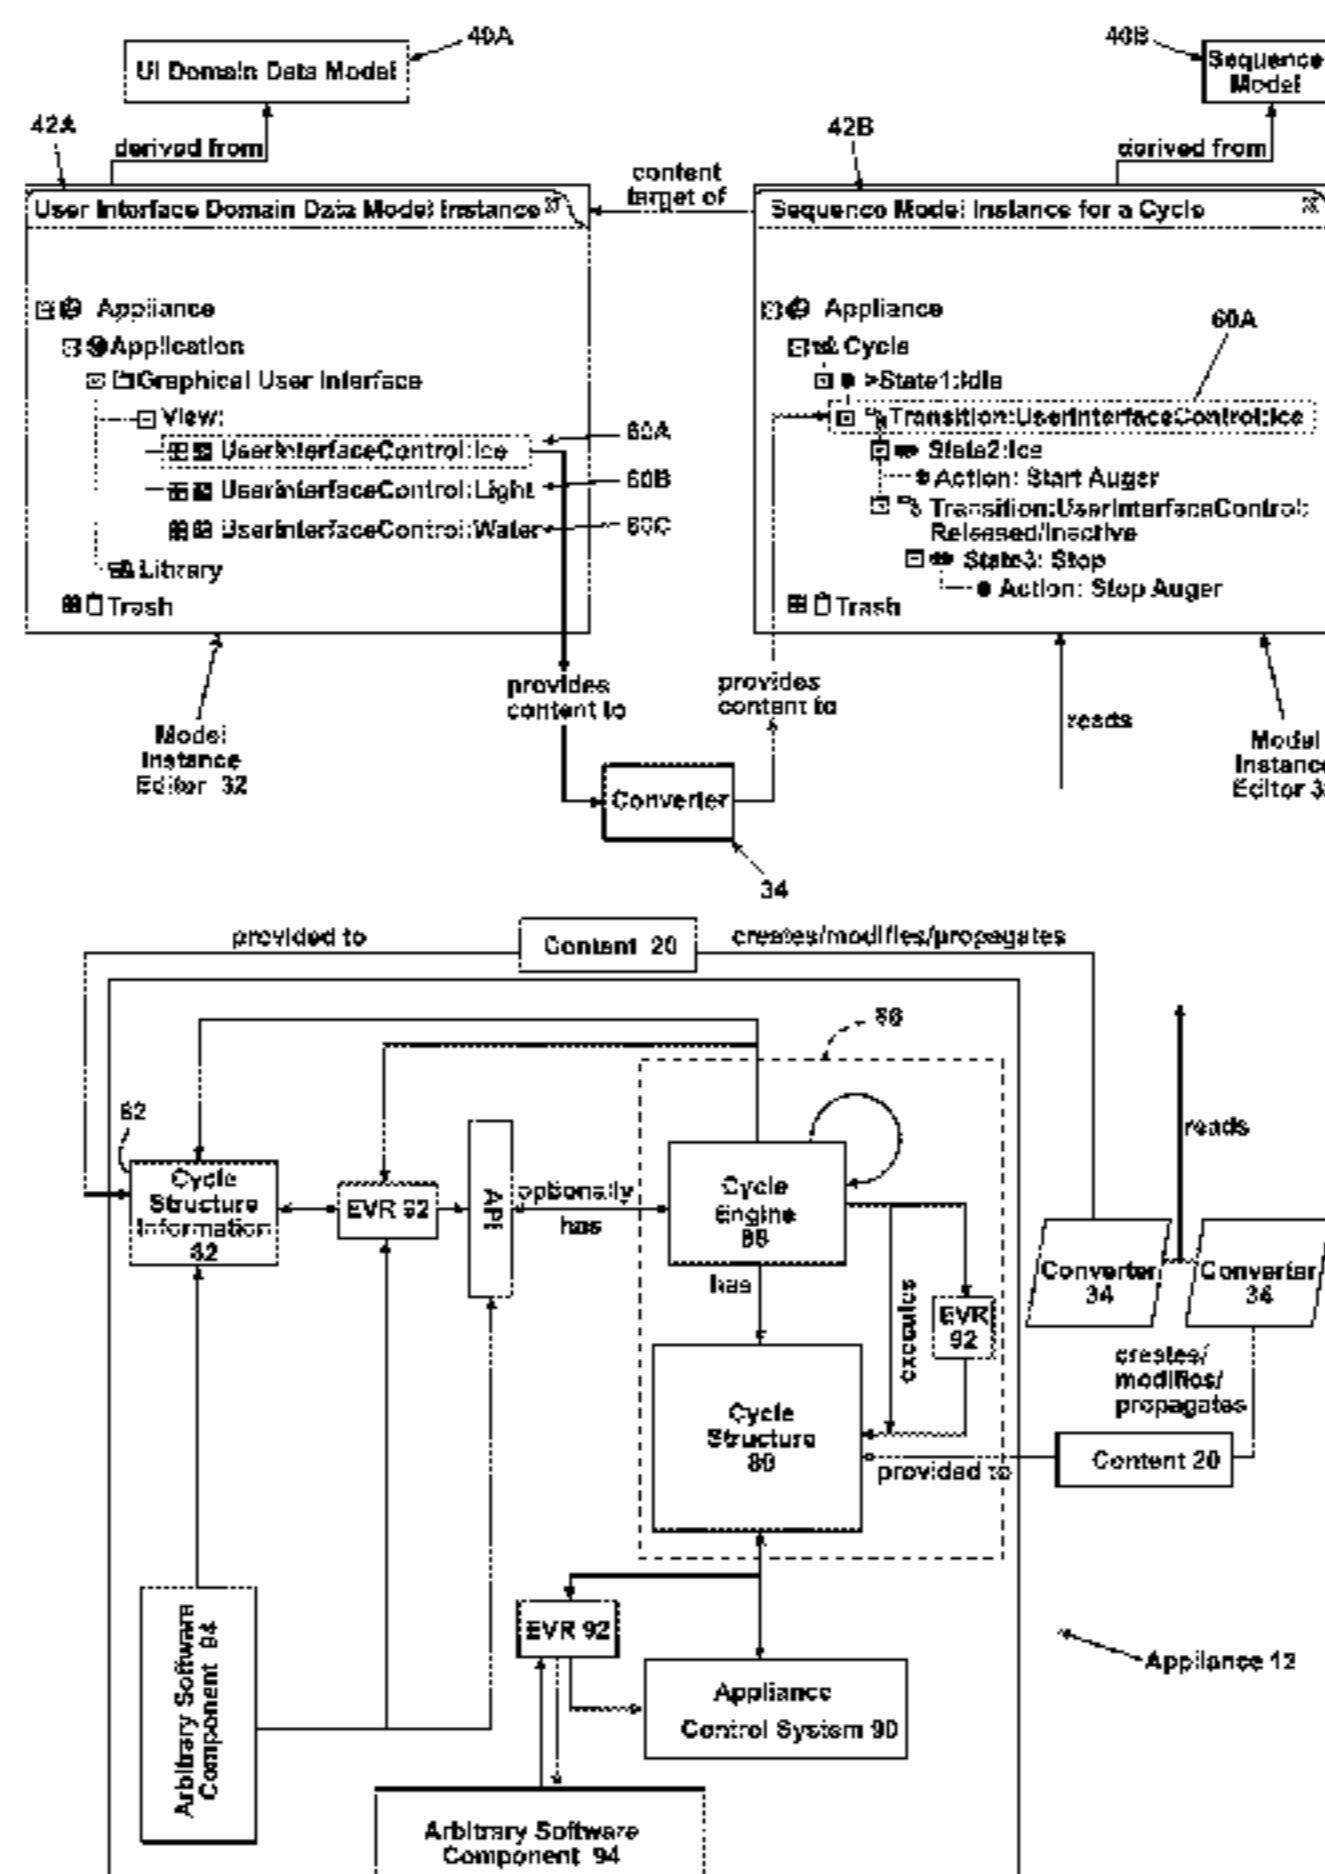 40A
UI Domain Data Model
40B
Sequence
Model
42A
derived from
42B
derived from
content
target of
User Interface Domain Data Model Instance
Sequence Model Instance for a Cycle
Appliance
Application
Graphical User Interface
View:
UserInterfaceControl:Ice
UserInterfaceControl:Light
UserInterfaceControl:Water
Library
Trash
60A
60B
60C
Appliance
60A
Cycle
>State1:Idle
Transition:UserInterfaceControl:Ice
State2:Ice
Action: Start Auger
Transition:UserInterfaceControl:
Released/Inactive
State3: Stop
Action: Stop Auger
Trash
provides
content to
provides
content to
reads
Model
Instance
Editor 32
Model
Instance
Editor
Converter
34
provided to
Content 20
creates/modifies/propagates
82
Cycle
Structure
Information
82
EVR 92
API
optionally
has
Cycle
Engine
88
has
executes
EVR
92
reads
Converter
34
Converter
34
creates/
modifies/
propagates
Cycle
Structure
80
provided to
Content 20
Arbitrary Software
Component 94
EVR 92
Appliance
Control System 90
Appliance 12
Arbitrary Software
Component 94